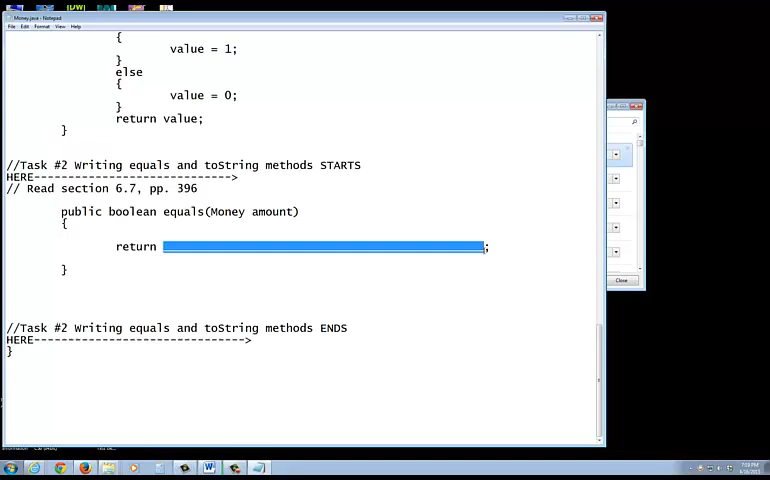 Money.java - Notepad
File Edit Format View Help
{
value = 1;
}
else
{
value = 0;
}
return value;
}
//Task #2 Writing equals and toString methods STARTS
HERE----------------------------->
// Read section 6.7, pp. 396
public boolean equals(Money amount)
{
return ;
}
//Task #2 Writing equals and toString methods ENDS
HERE------------------------------->
}
Close